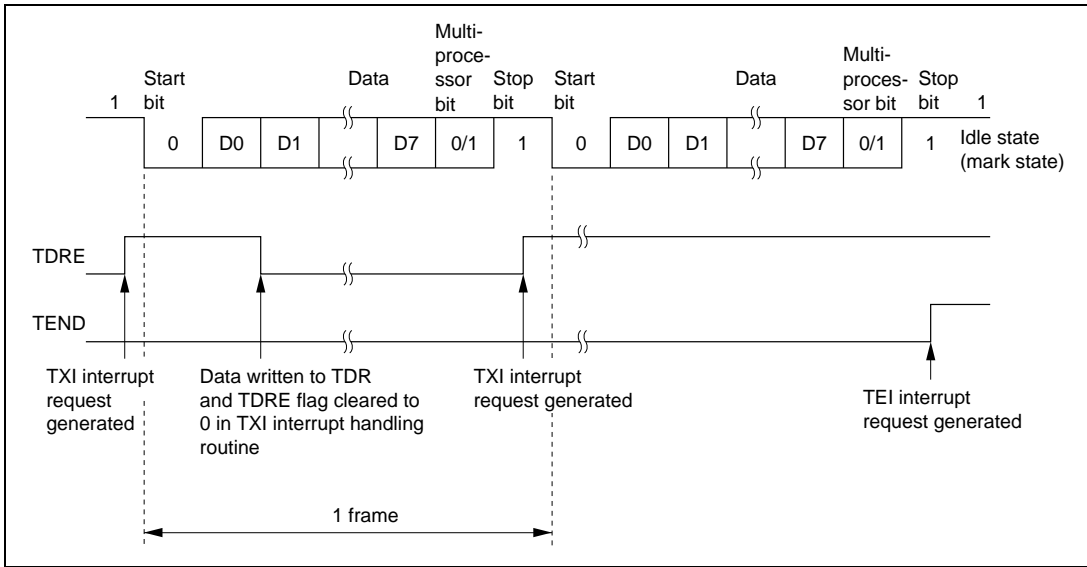 Multi-
proce-
ssor
bit
Multi-
proces-
sor bit
Start
bit
Data
Stop
bit
Start
bit
Data
Stop
bit
1
1
0
D0
D1
D7
0/1
1
0
D0
D1
D7
0/1
1
Idle state
(mark state)
TDRE
TEND
TXI interrupt
request
generated
Data written to TDR
and TDRE flag cleared to
0 in TXI interrupt handling
routine
TXI interrupt
request generated
TEI interrupt
request generated
1 frame